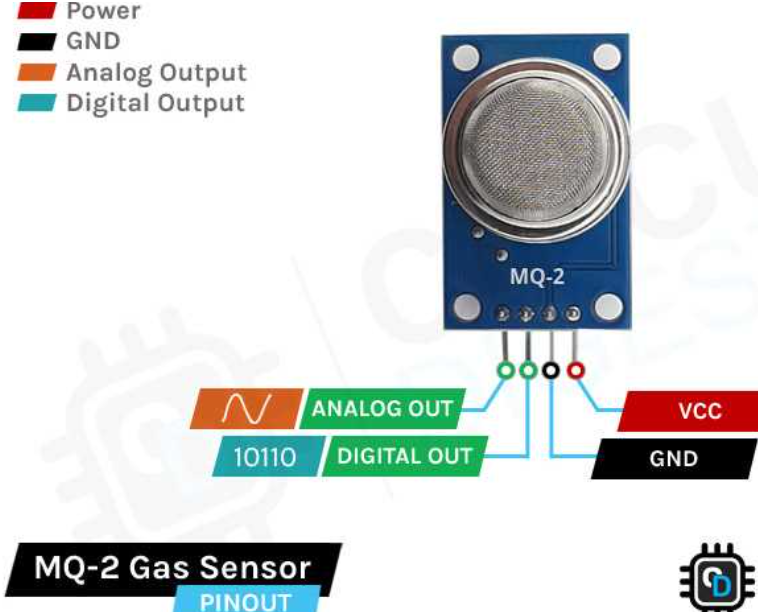 Power
GND
Analog Output
Digital Output
MQ-2
ANALOG OUT
VCC
10110
DIGITAL OUT
GND
MQ-2 Gas Sensor
PINOUT
CD